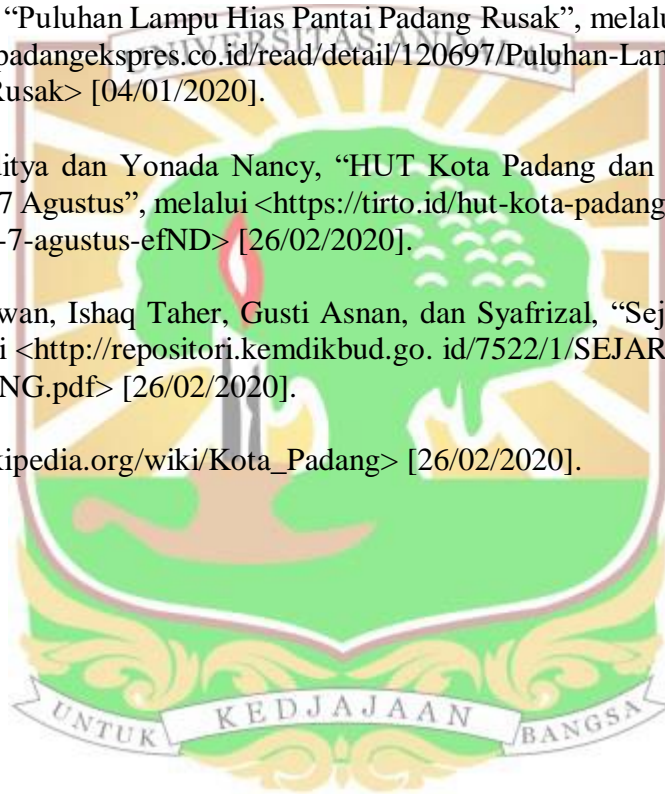 “Puluhan Lampu Hias Pantai Padang Rusak”, melalu
padangekspres.co.id/read/detail/120697/Puluhan-Lan
Rusak> [04/01/2020].
UNIVERSITAS ANDALAS
itya dan Yonada Nancy, “HUT Kota Padang dan
7 Agustus”, melalui <https://tirto.id/hut-kota-padang
-7-agustus-efND> [26/02/2020].
wan, Ishaq Taher, Gusti Asnan, dan Syafrizal, “Sej
i <http://repositori.kemdikbud.go. id/7522/1/SEJAR
NG.pdf> [26/02/2020].
kipedia.org/wiki/Kota_Padang> [26/02/2020].
UNTUK KEDJAJAAN BANGSA